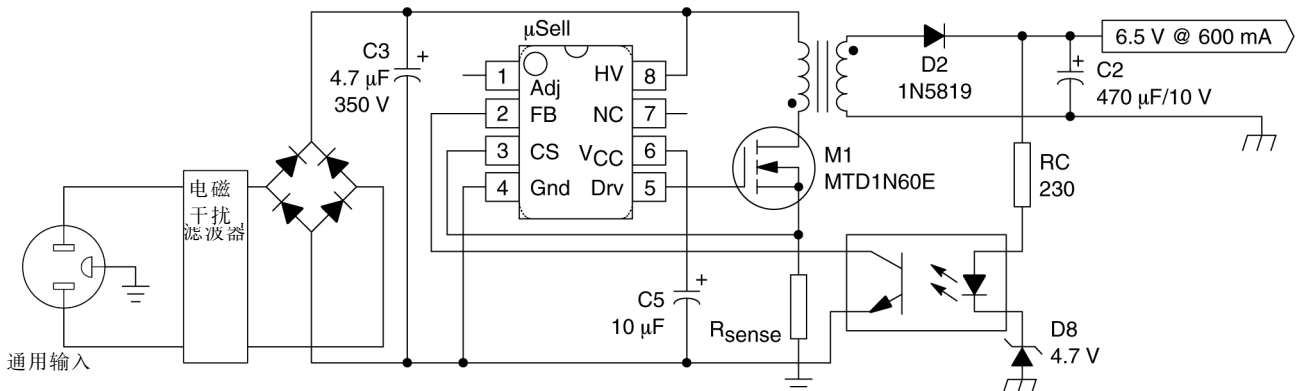 µSell
C3
4.7 µF
350 V
1
Adj
HV
8
2
FB
NC
7
3
CS
VCC
6
4
Gnd
Drv
5
6.5 V @ 600 mA
D2
1N5819
C2
470 µF/10 V
M1
MTD1N60E
RC
230
电磁
干扰
滤波器
C5
10 µF
Rsense
D8
4.7 V
通用输入